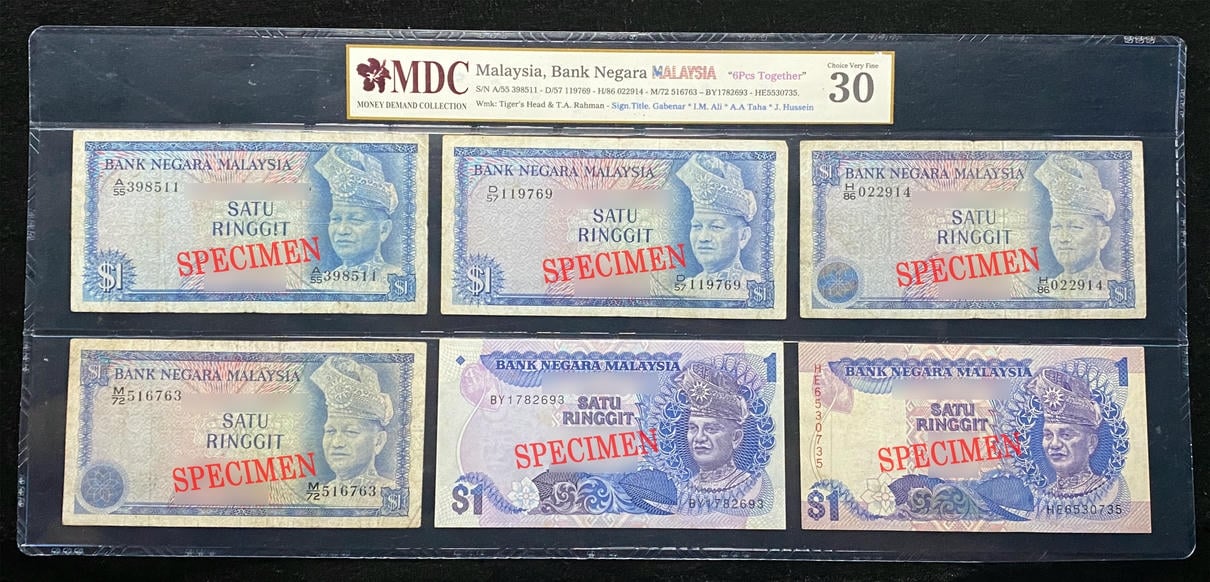 MDC
MONEY DEMAND COLLECTION
Malaysia, Bank Negara MALAYSIA "6Pcs Together"
S/N A/55 398511 - D/57 119769 - H/86 022914 - M/72 516763 – BY1782693 - HE5530735.
Wmk: Tiger's Head & T.A. Rahman - Sign.Title. Gabenar * I.M. Ali * A.A Taha * J. Hussein
Choice Very Fine
30
BANK NEGARA MALAYSIA
A/55 398511
SATU
RINGGIT
SPECIMEN
$1
A/55 398511
$1
BANK NEGARA MALAYSIA
D/57 119769
SATU
RINGGIT
SPECIMEN
$1
D/57 119769
$1
$1
BANK NEGARA MALAYSIA
H/86 022914
SATU
RINGGIT
SPECIMEN
H/86 022914
$1
$1
BANK NEGARA MALAYSIA
M/72 516763
SATU
RINGGIT
SPECIMEN
M/72 516763
$1
BANK NEGARA MALAYSIA
1
BY1782693
SATU
RINGGIT
SPECIMEN
$1
BY1782693
BANK NEGARA MALAYSIA
1
HE6530735
SATU
RINGGIT
SPECIMEN
$1
HE6530735